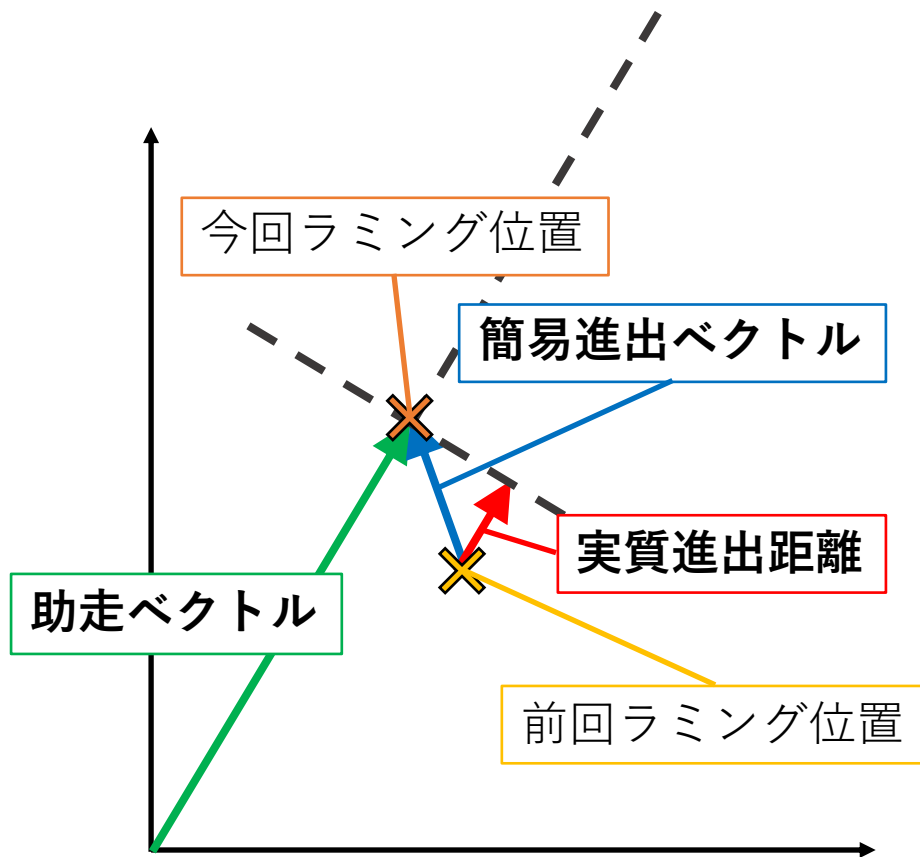 今回ラミング位置
簡易進出ベクトル
実質進出距離
助走ベクトル
前回ラミング位置